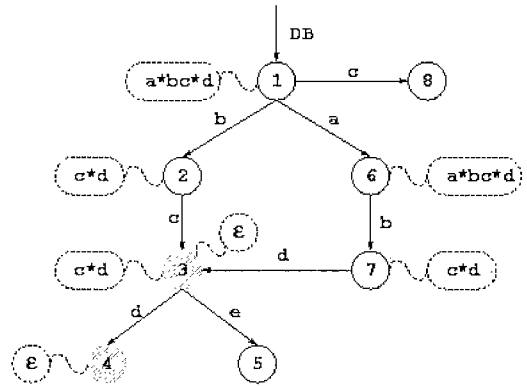 DB
a*bc*d 1 c 8
b a
c*d 2 6 a*bc*d
c ε b
c*d 3 d 7 c*d
d e
ε 4 5